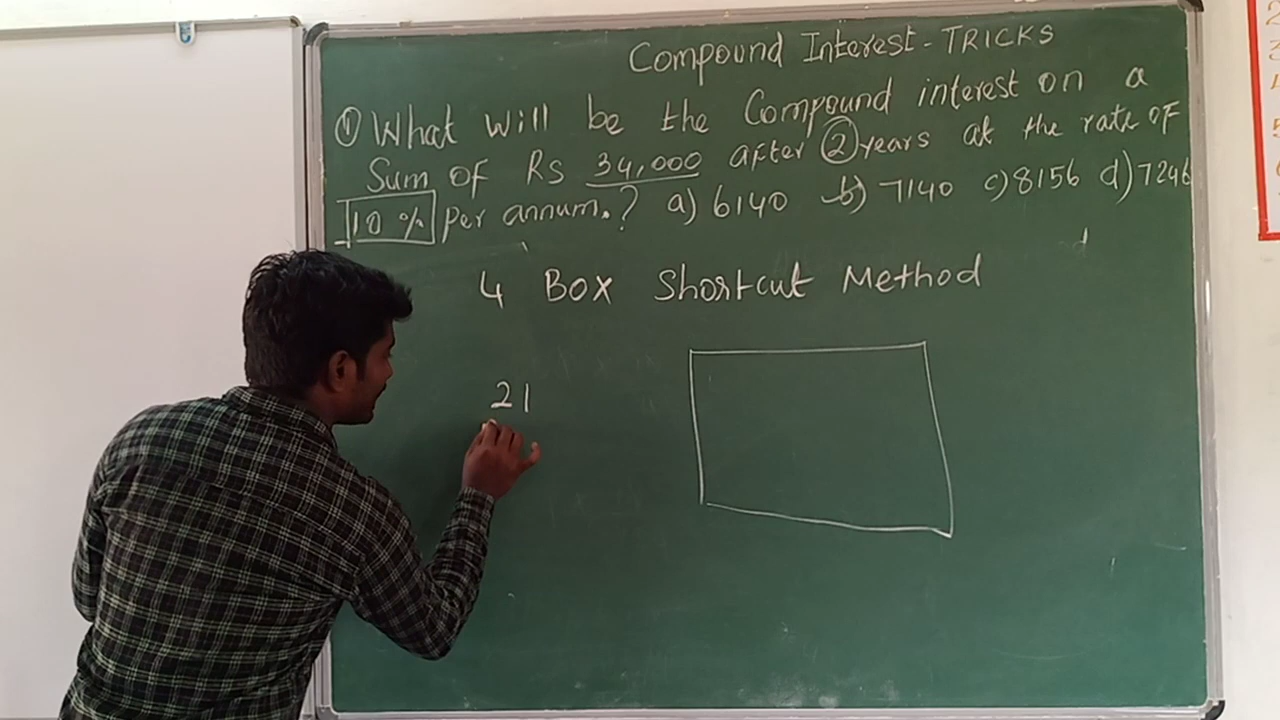 Compound Interest - TRICKS
① What will be the Compound interest on a
Sum of Rs 34,000 after ② years at the rate of
10 % per annum.? a) 6140 b) 7140 c) 8156 d) 7246
4 Box Shortcut Method
21